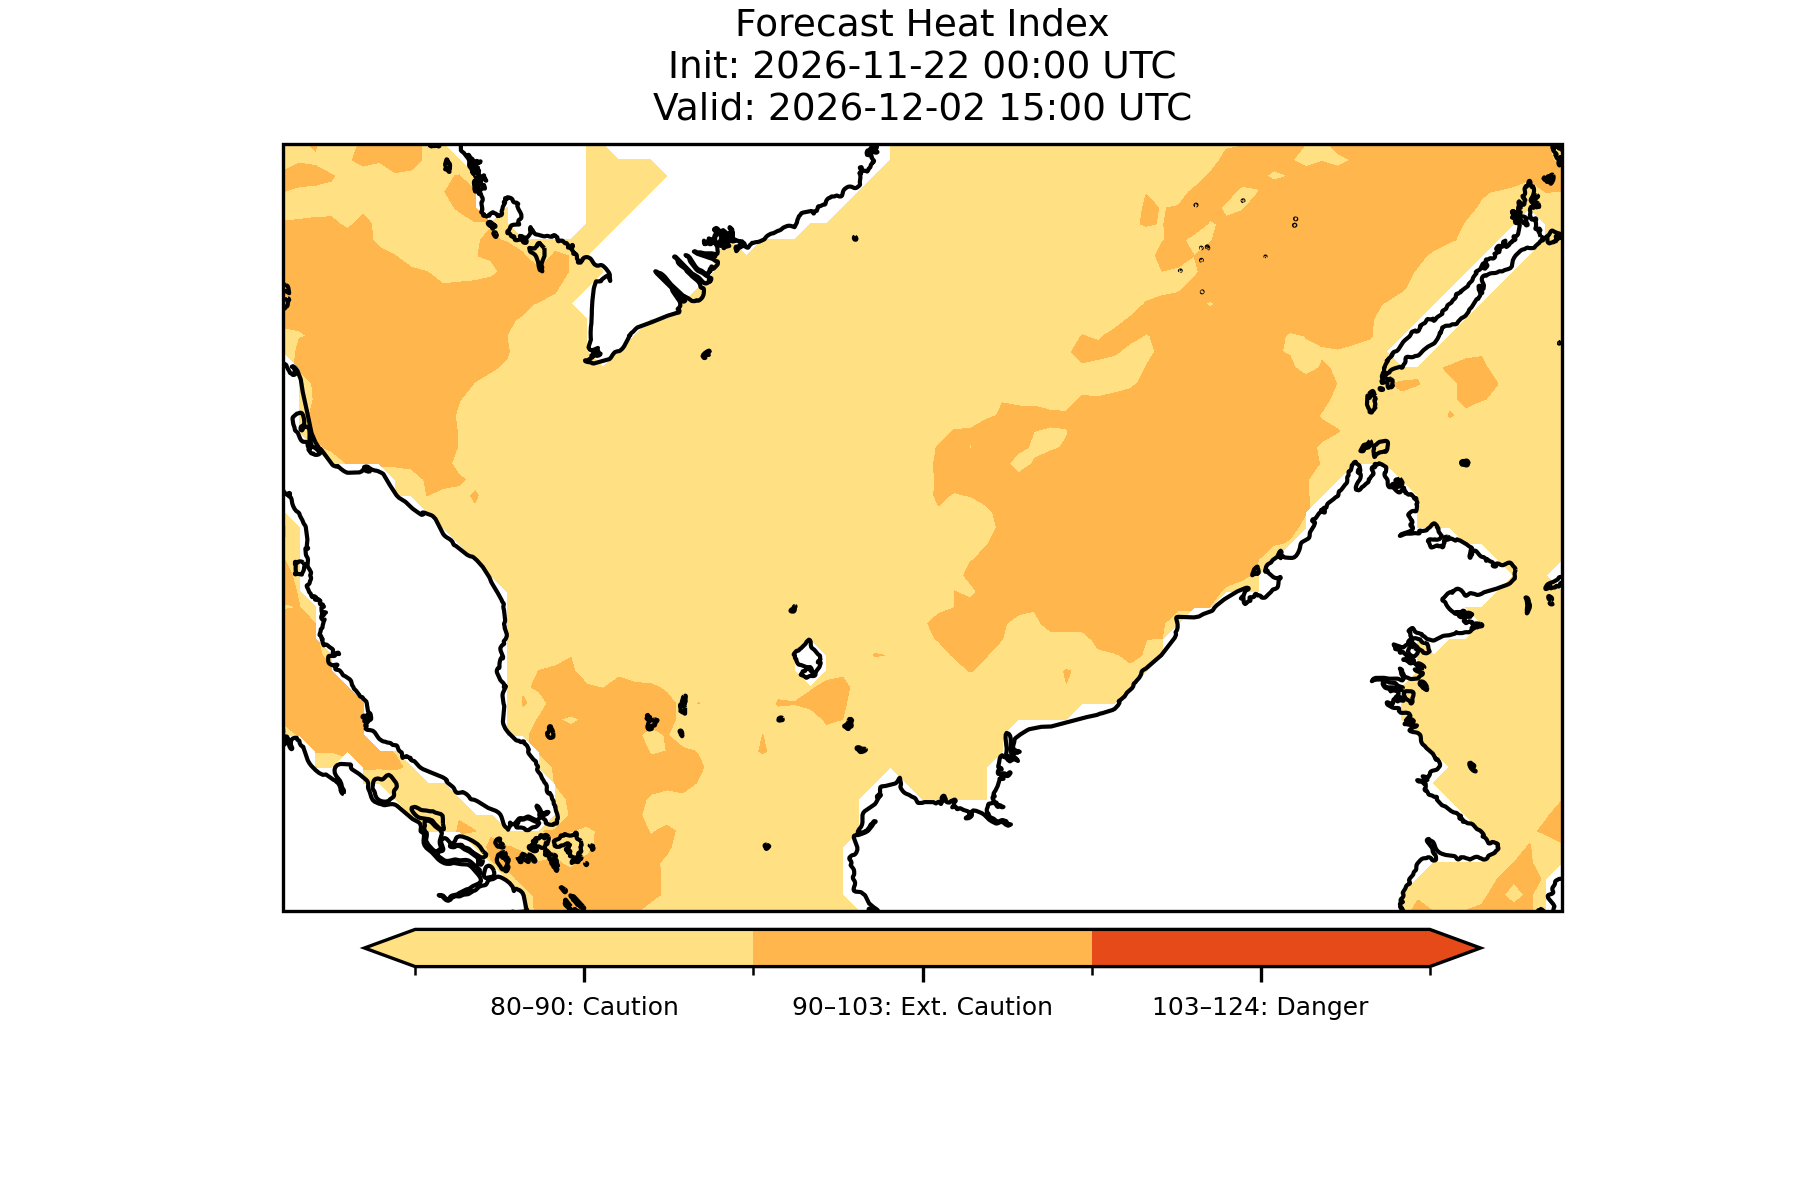 Forecast Heat Index
Init: 2026-11-22 00:00 UTC
Valid: 2026-12-02 15:00 UTC
80–90: Caution
90–103: Ext. Caution
103–124: Danger